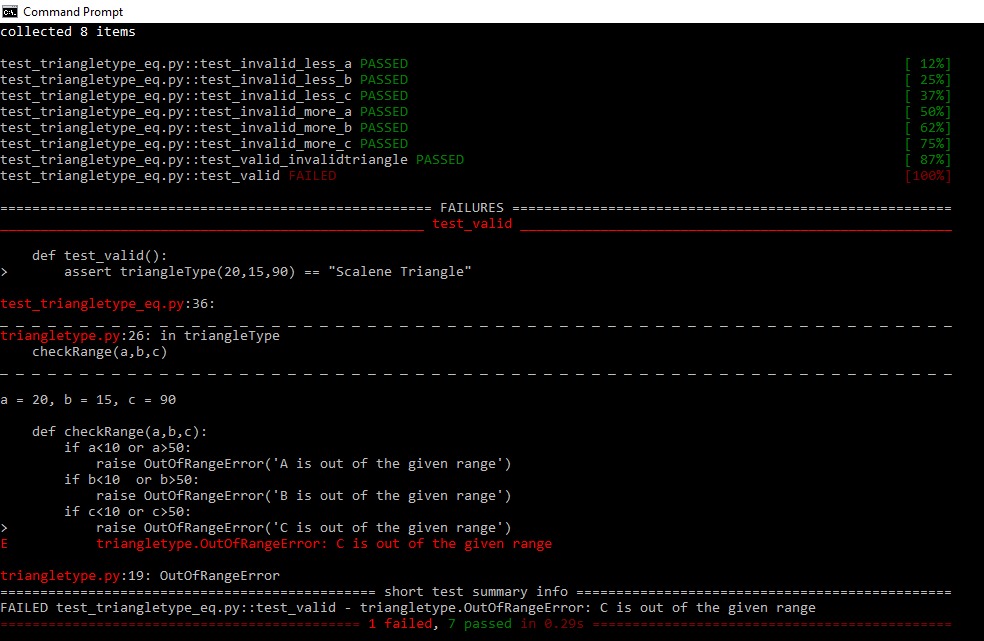 Command Prompt
collected 8 items
test_triangletype_eq.py::test_invalid_less_a PASSED [ 12%]
test_triangletype_eq.py::test_invalid_less_b PASSED [ 25%]
test_triangletype_eq.py::test_invalid_less_c PASSED [ 37%]
test_triangletype_eq.py::test_invalid_more_a PASSED [ 50%]
test_triangletype_eq.py::test_invalid_more_b PASSED [ 62%]
test_triangletype_eq.py::test_invalid_more_c PASSED [ 75%]
test_triangletype_eq.py::test_valid_invalidtriangle PASSED [ 87%]
test_triangletype_eq.py::test_valid FAILED [100%]
====================================================== FAILURES =======================================================
_____________________________________________________ test_valid ______________________________________________________
    def test_valid():
>       assert triangleType(20,15,90) == "Scalene Triangle"
test_triangletype_eq.py:36:
_ _ _ _ _ _ _ _ _ _ _ _ _ _ _ _ _ _ _ _ _ _ _ _ _ _ _ _ _ _ _ _ _ _ _ _ _ _ _ _ _ _ _ _ _ _ _ _ _ _ _ _ _ _ _ _ _ _ _ _
triangletype.py:26: in triangleType
    checkRange(a,b,c)
_ _ _ _ _ _ _ _ _ _ _ _ _ _ _ _ _ _ _ _ _ _ _ _ _ _ _ _ _ _ _ _ _ _ _ _ _ _ _ _ _ _ _ _ _ _ _ _ _ _ _ _ _ _ _ _ _ _ _ _
a = 20, b = 15, c = 90
    def checkRange(a,b,c):
        if a<10 or a>50:
            raise OutOfRangeError('A is out of the given range')
        if b<10  or b>50:
            raise OutOfRangeError('B is out of the given range')
        if c<10 or c>50:
>           raise OutOfRangeError('C is out of the given range')
E           triangletype.OutOfRangeError: C is out of the given range
triangletype.py:19: OutOfRangeError
=============================================== short test summary info ===============================================
FAILED test_triangletype_eq.py::test_valid - triangletype.OutOfRangeError: C is out of the given range
============================================= 1 failed, 7 passed in 0.29s =============================================